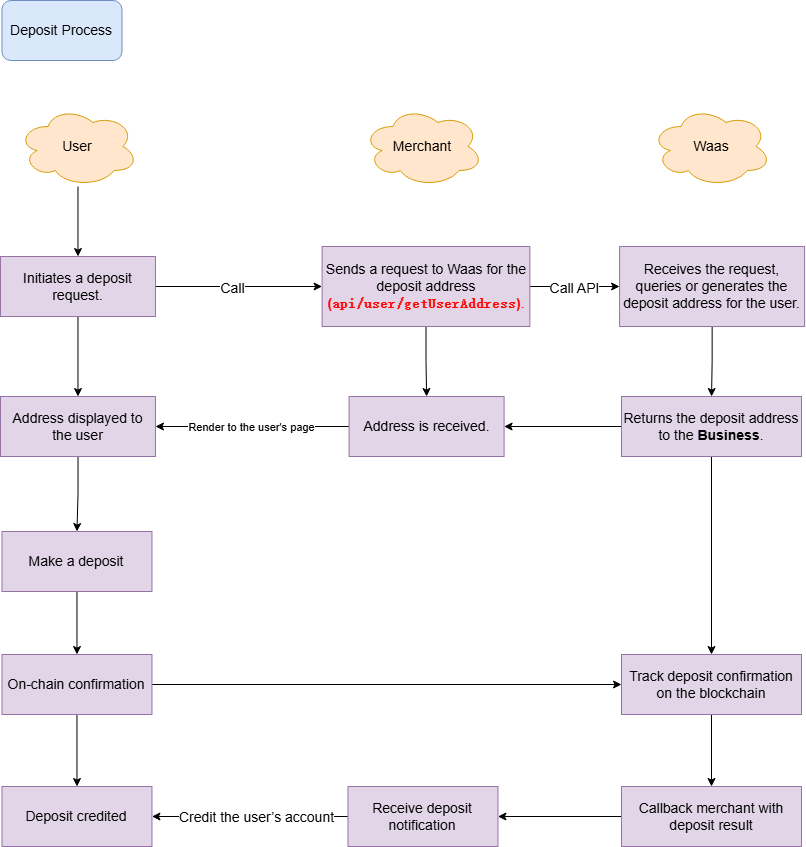 Deposit Process
User
Merchant
Waas
Initiates a deposit
request.
Call
Sends a request to Waas for the
deposit address
(api/user/getUserAddress).
Call API
Receives the request,
queries or generates the
deposit address for the user.
Address displayed to
the user
Render to the user's page
Address is received.
Returns the deposit address
to the Business.
Make a deposit
On-chain confirmation
Track deposit confirmation
on the blockchain
Deposit credited
Credit the user’s account
Receive deposit
notification
Callback merchant with
deposit result